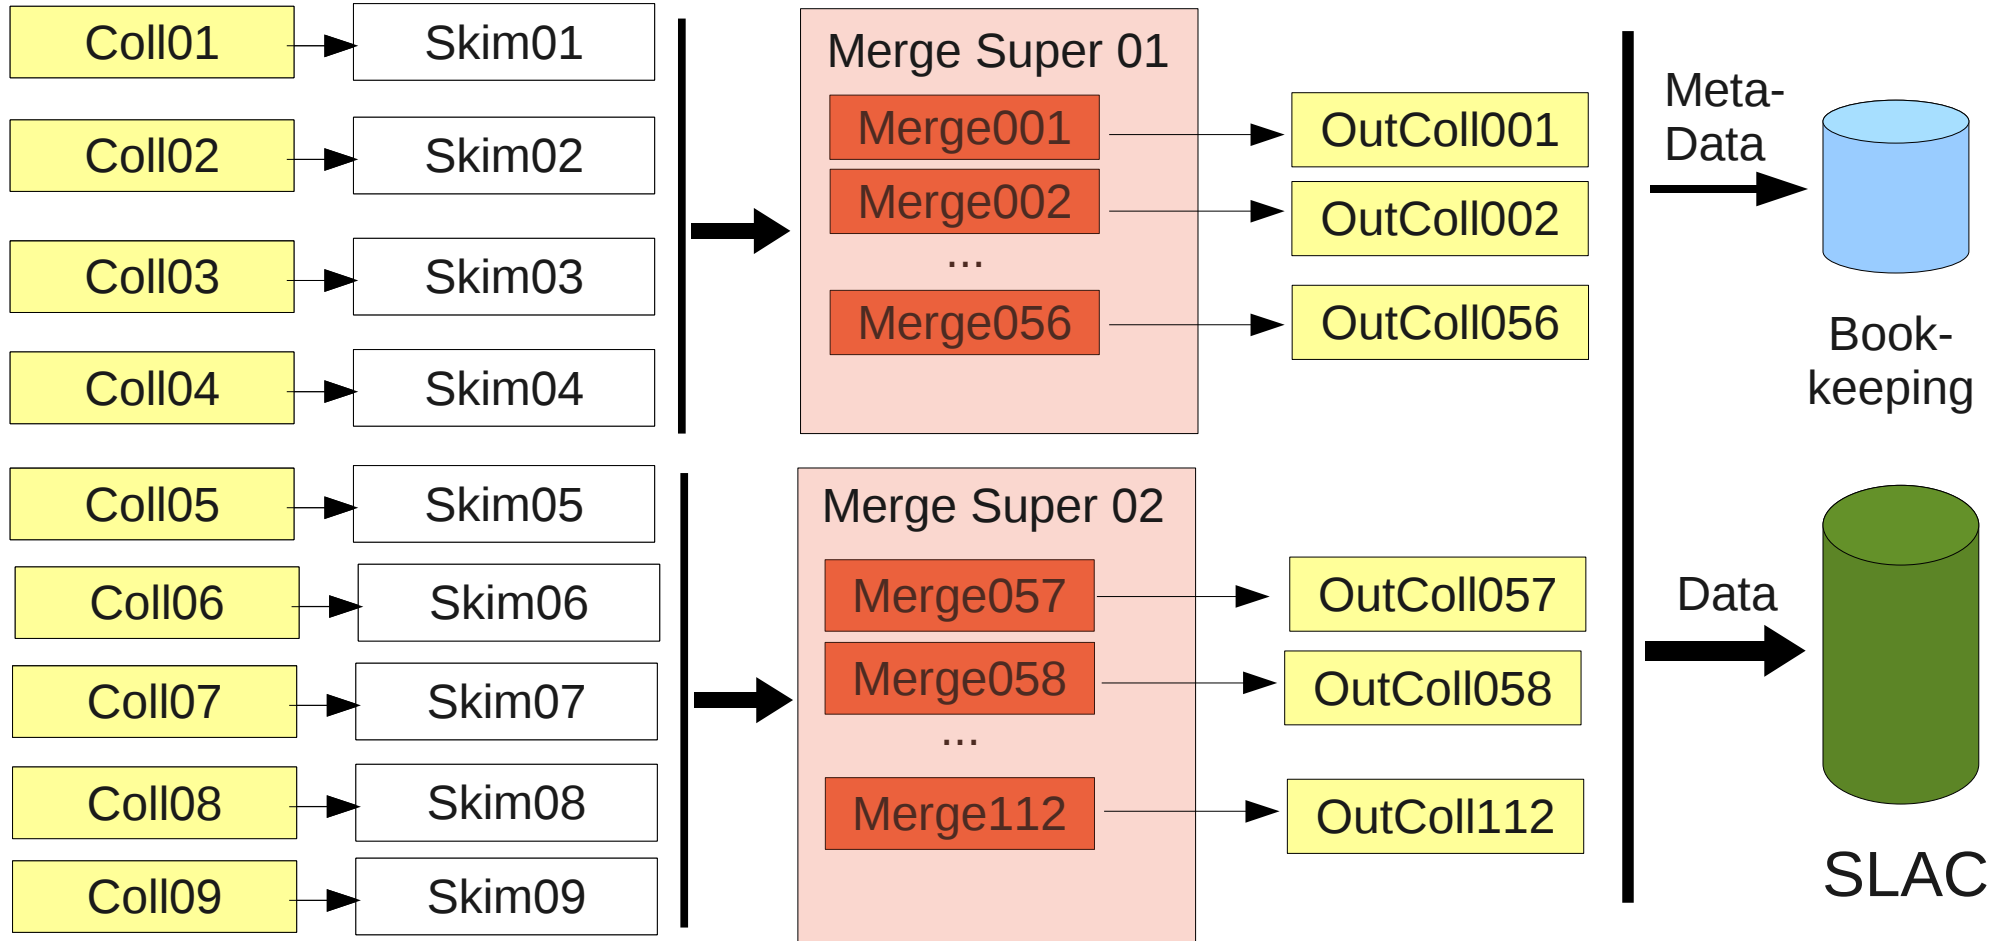 Coll01
Skim01
Coll02
Skim02
Coll03
Skim03
Coll04
Skim04
Coll05
Skim05
Coll06
Skim06
Coll07
Skim07
Coll08
Skim08
Coll09
Skim09
Merge Super 01
Merge001
OutColl001
Merge002
OutColl002
...
Merge056
OutColl056
Merge Super 02
Merge057
OutColl057
Merge058
OutColl058
...
Merge112
OutColl112
Meta-
Data
Book-
keeping
Data
SLAC